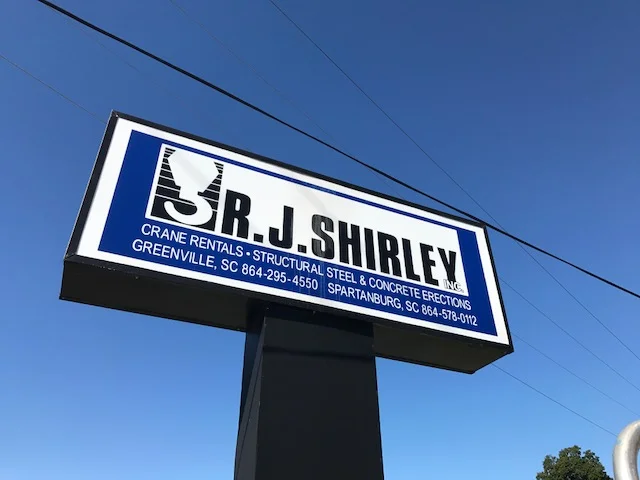 R.J.SHIRLEY INC.
CRANE RENTALS • STRUCTURAL STEEL & CONCRETE ERECTIONS
GREENVILLE, SC 864-295-4550 SPARTANBURG, SC 864-578-0112